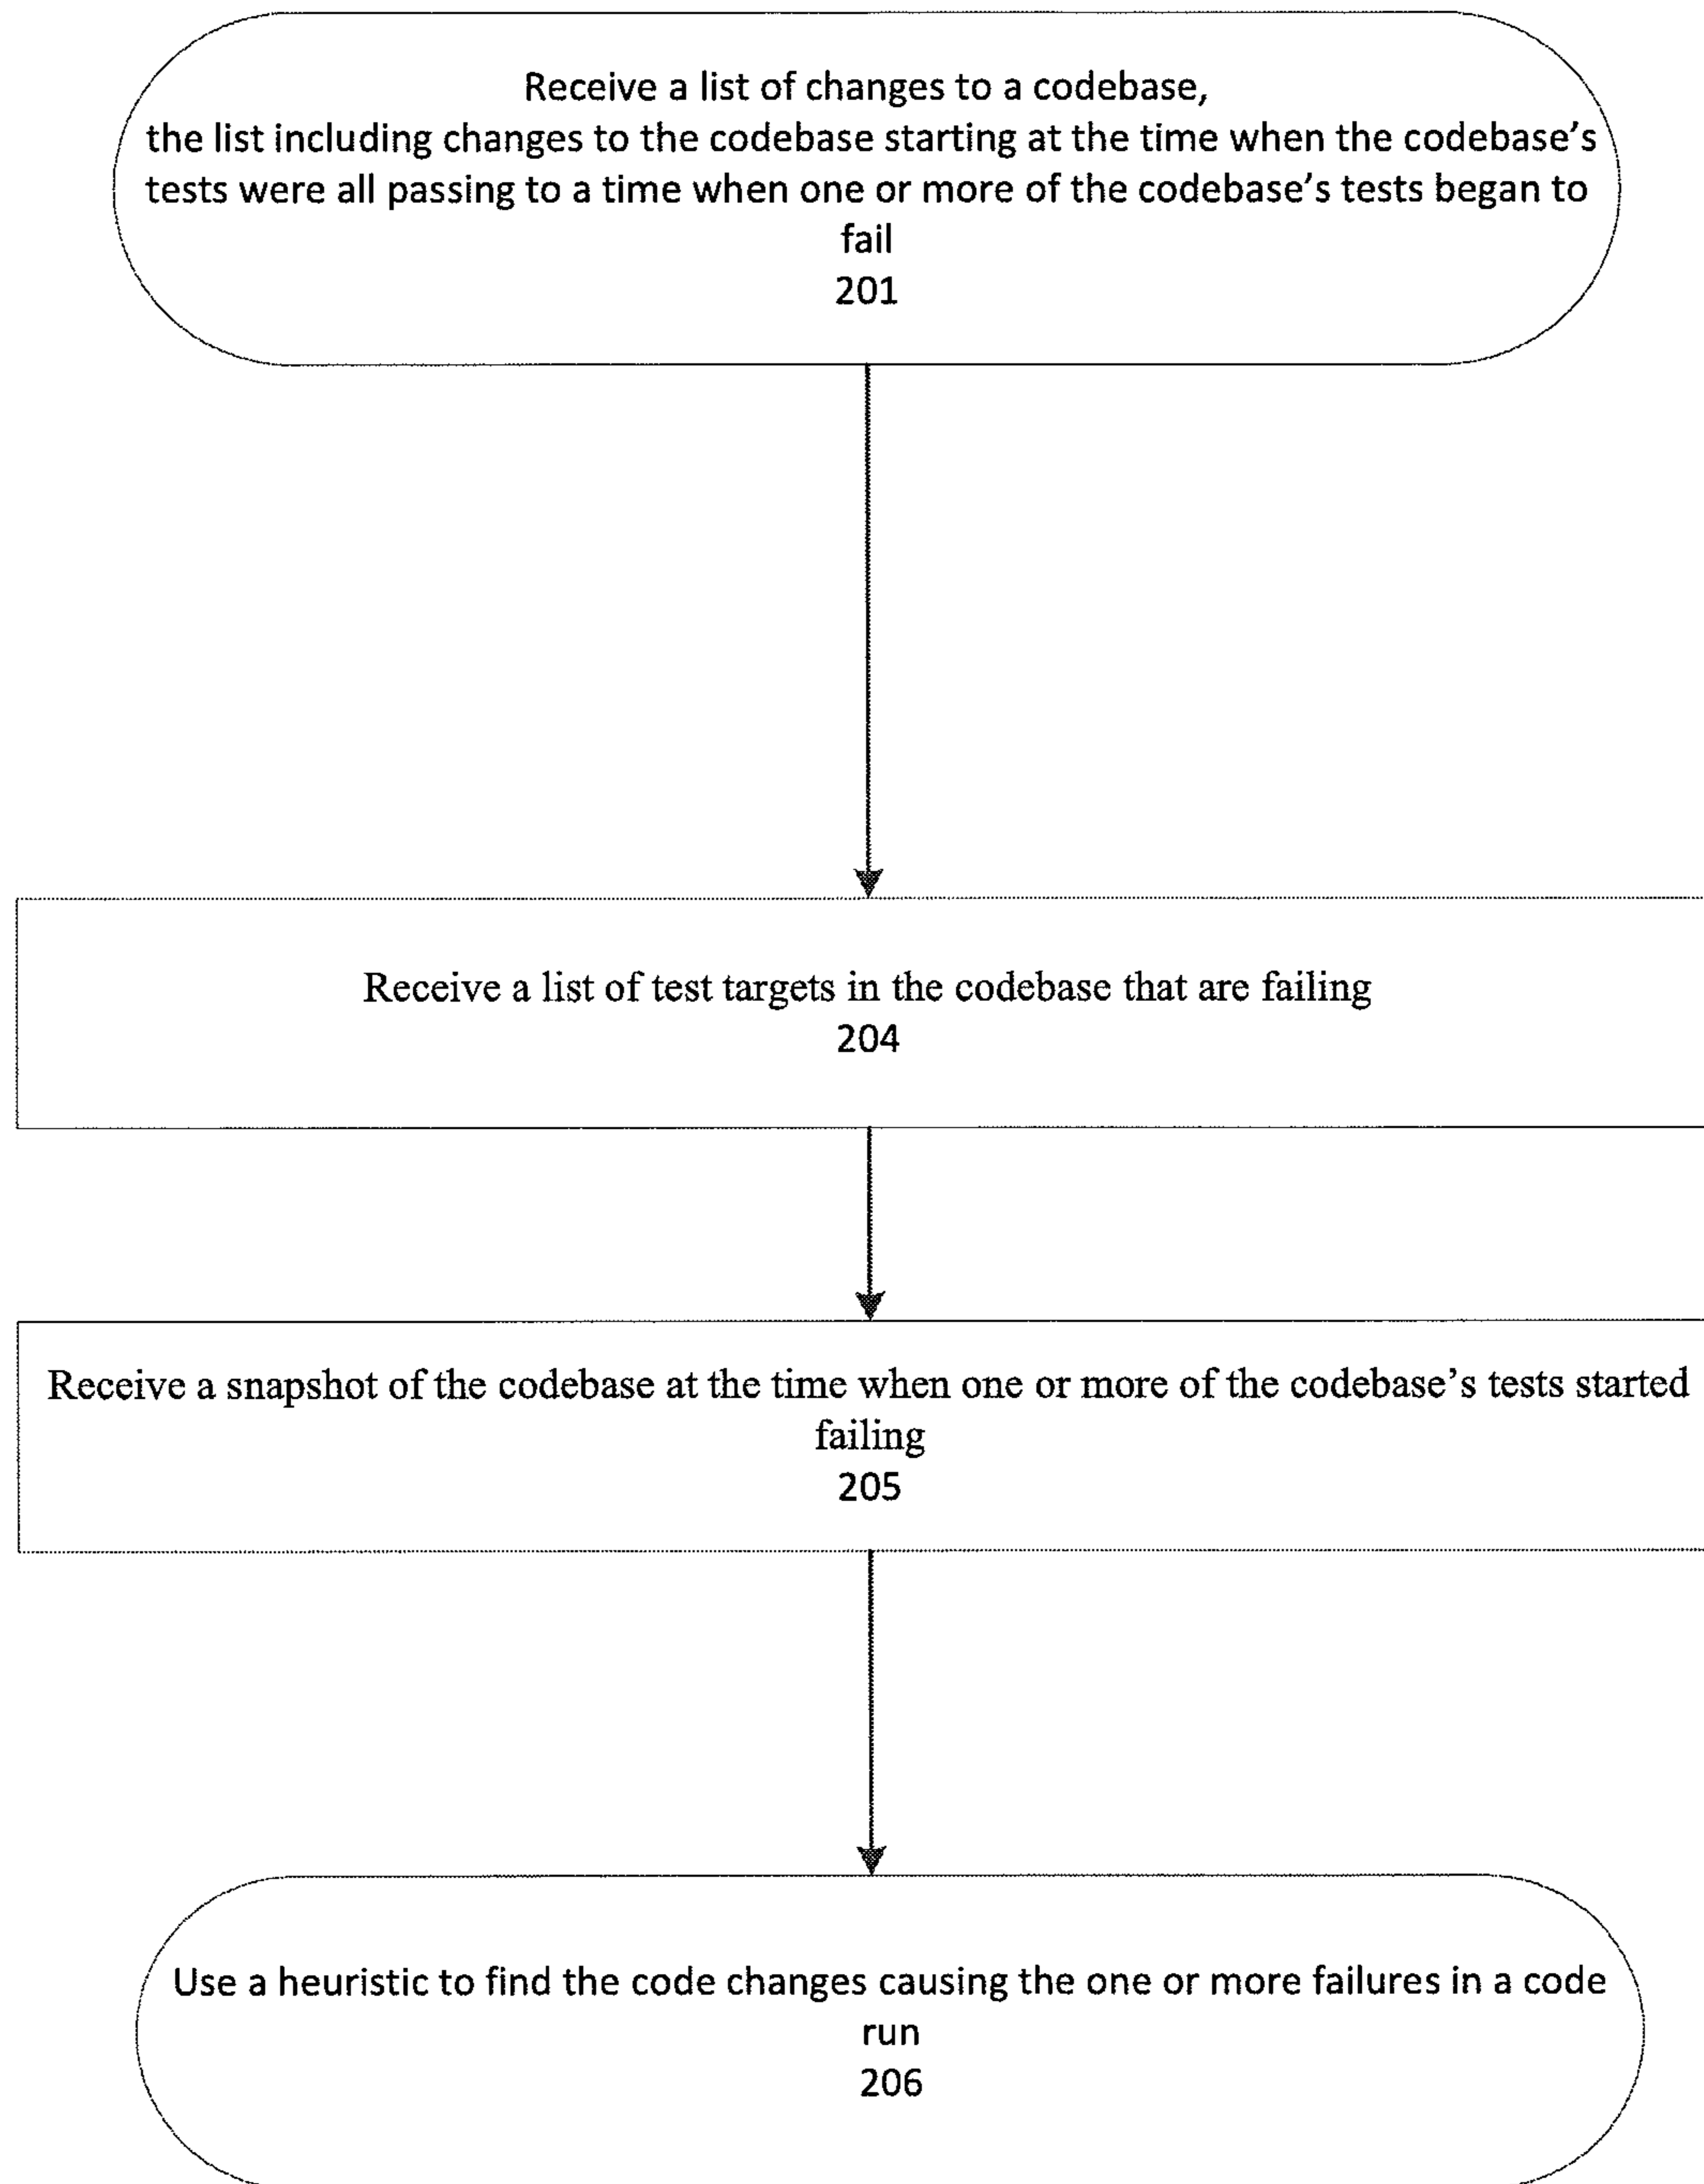 Receive a list of changes to a codebase,
the list including changes to the codebase starting at the time when the codebase’s
tests were all passing to a time when one or more of the codebase’s tests began to
fail
201
Receive a list of test targets in the codebase that are failing
204
Receive a snapshot of the codebase at the time when one or more of the codebase’s tests started
failing
205
Use a heuristic to find the code changes causing the one or more failures in a code
run
206